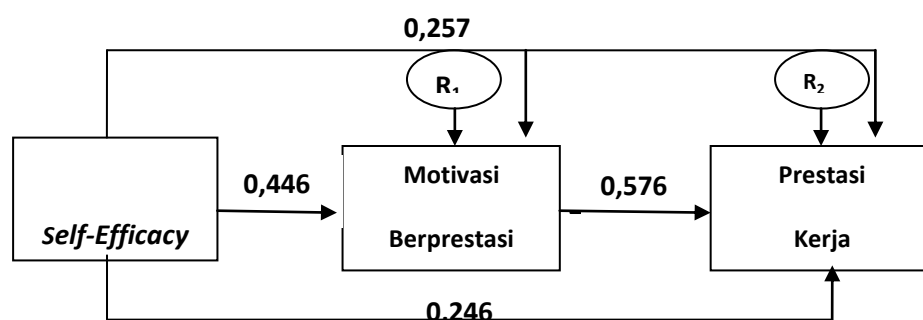 0,257
R₁
R₂
0,446
Motivasi
Berprestasi
0,576
Prestasi
Kerja
Self-Efficacy
0,246